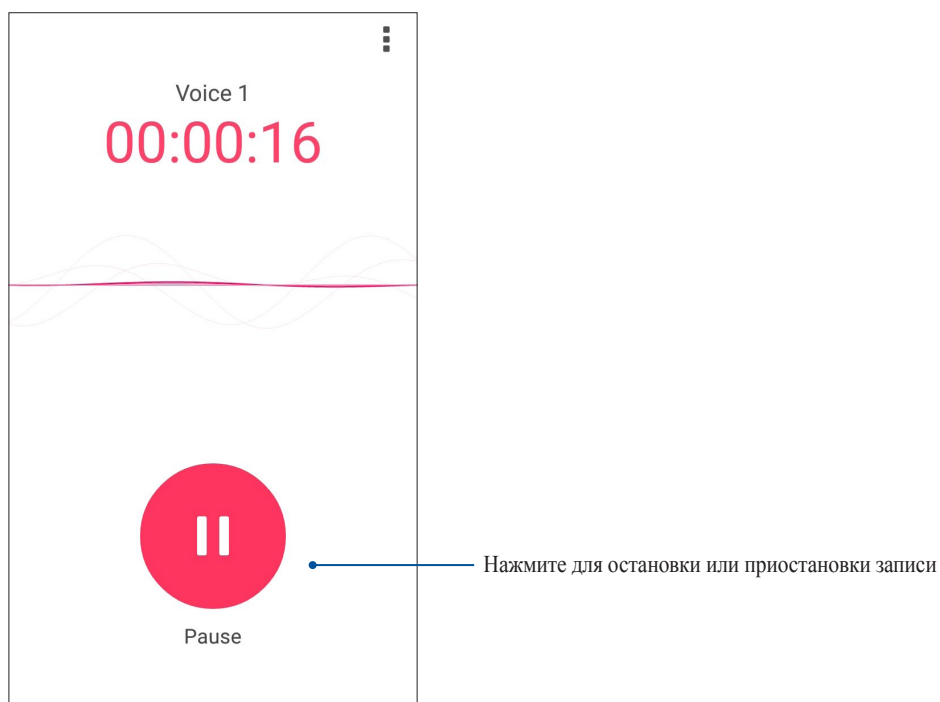 Voice 1
00:00:16
Нажмите для остановки или приостановки записи
Pause